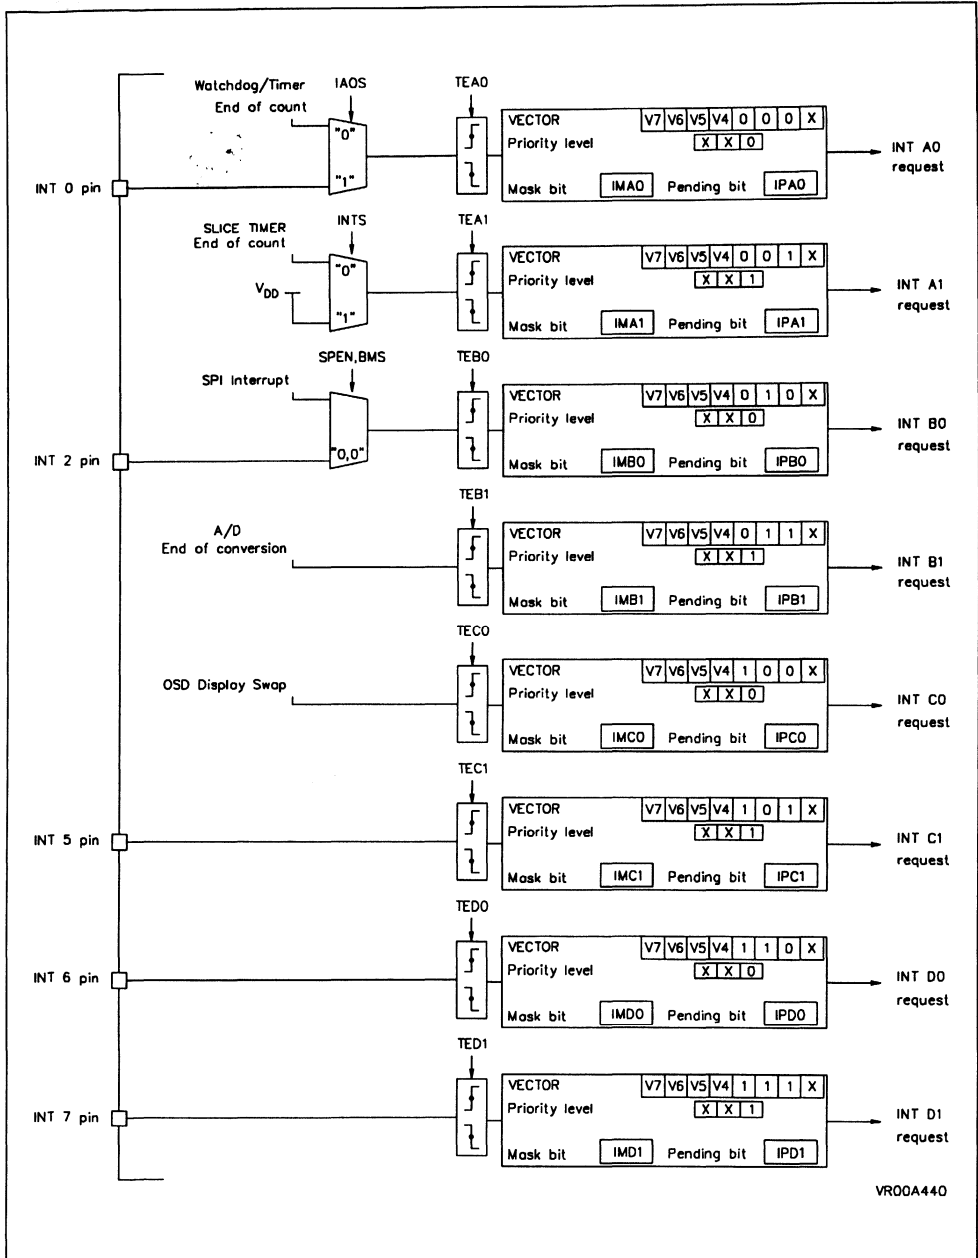 Watchdog/Timer
End of count
IAOS
TEA0
"0"
"1"
INT 0 pin
VECTOR V7 V6 V5 V4 0 0 0 X
Priority level X X 0
Mask bit IMA0 Pending bit IPA0
INT A0
request
SLICE TIMER
End of count
INTS
TEA1
VDD
"0"
"1"
VECTOR V7 V6 V5 V4 0 0 1 X
Priority level X X 1
Mask bit IMA1 Pending bit IPA1
INT A1
request
SPI Interrupt
SPEN,BMS
TEB0
"0,0"
INT 2 pin
VECTOR V7 V6 V5 V4 0 1 0 X
Priority level X X 0
Mask bit IMB0 Pending bit IPB0
INT B0
request
A/D
End of conversion
TEB1
VECTOR V7 V6 V5 V4 0 1 1 X
Priority level X X 1
Mask bit IMB1 Pending bit IPB1
INT B1
request
OSD Display Swap
TEC0
VECTOR V7 V6 V5 V4 1 0 0 X
Priority level X X 0
Mask bit IMC0 Pending bit IPC0
INT C0
request
TEC1
INT 5 pin
VECTOR V7 V6 V5 V4 1 0 1 X
Priority level X X 1
Mask bit IMC1 Pending bit IPC1
INT C1
request
TED0
INT 6 pin
VECTOR V7 V6 V5 V4 1 1 0 X
Priority level X X 0
Mask bit IMD0 Pending bit IPD0
INT D0
request
TED1
INT 7 pin
VECTOR V7 V6 V5 V4 1 1 1 X
Priority level X X 1
Mask bit IMD1 Pending bit IPD1
INT D1
request
VR00A440